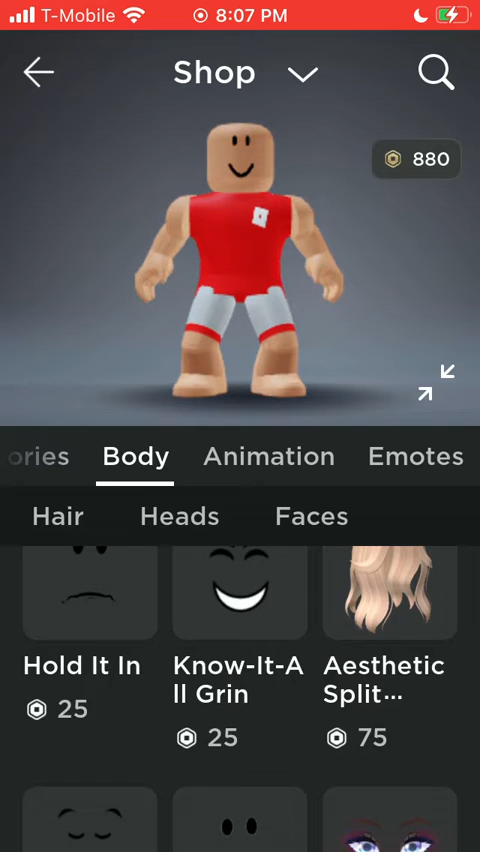 T-Mobile 8:07 PM
Shop
880
ories Body Animation Emotes
Hair Heads Faces
Hold It In
25
Know-It-A
ll Grin
25
Aesthetic
Split...
75